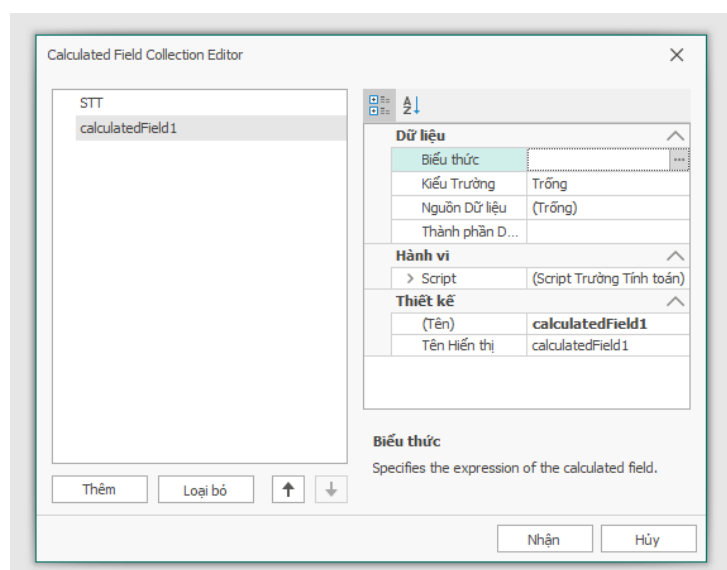 Calculated Field Collection Editor
STT
calculatedField1
Dữ liệu
Biểu thức
...
Kiểu Trường Trống
Nguồn Dữ liệu (Trống)
Thành phần D...
Hành vi
> Script (Script Trường Tính toán)
Thiết kế
(Tên) calculatedField1
Tên Hiển thị calculatedField1
Biểu thức
Specifies the expression of the calculated field.
Thêm Loại bỏ
Nhận Hủy